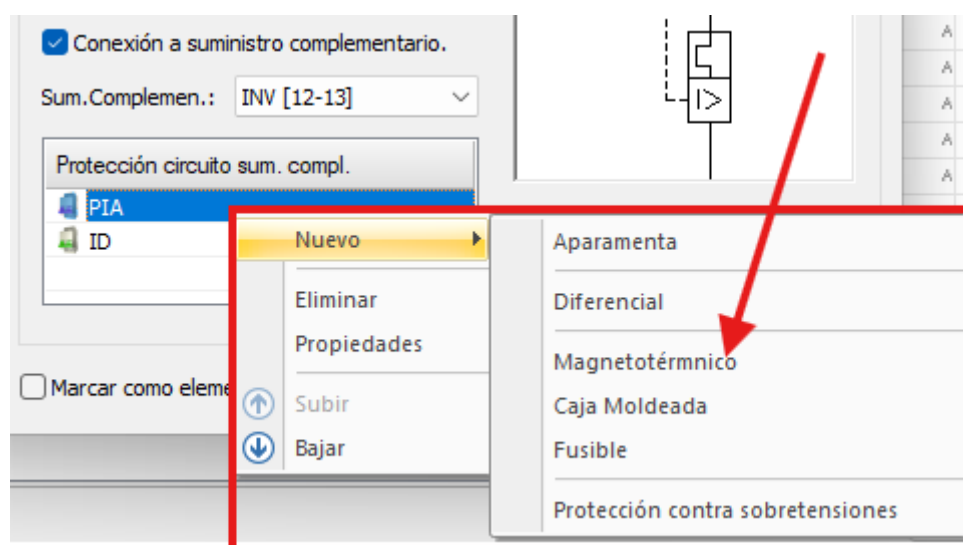 Conexión a suministro complementario.
Sum.Complemen.: INV [12-13]
Protección circuito sum. compl.
PIA
ID
Nuevo
Eliminar
Propiedades
Subir
Bajar
Aparamenta
Diferencial
Magnetotérmnico
Caja Moldeada
Fusible
Protección contra sobretensiones
Marcar como eleme
I>
A
A
A
A
A